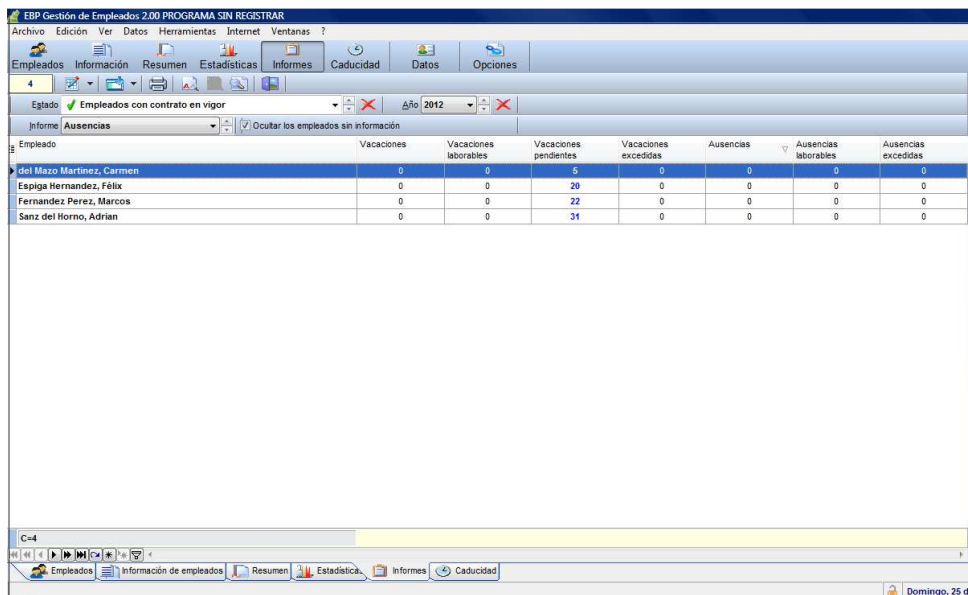 EBP Gestión de Empleados 2.00 PROGRAMA SIN REGISTRAR
Archivo Edición Ver Datos Herramientas Internet Ventanas ?
Empleados Información Resumen Estadísticas Informes Caducidad Datos Opciones
4
Estado Empleados con contrato en vigor Año 2012
Informe Ausencias Ocultar los empleados sin información
Empleado Vacaciones Vacaciones laborables Vacaciones pendientes Vacaciones excedidas Ausencias Ausencias laborables Ausencias excedidas
del Mazo Martinez, Carmen 0 0 5 0 0 0 0
Espiga Hernandez, Félix 0 0 20 0 0 0 0
Fernandez Perez, Marcos 0 0 22 0 0 0 0
Sanz del Horno, Adrian 0 0 31 0 0 0 0
C=4
Empleados Información de empleados Resumen Estadística Informes Caducidad
Domingo, 25 d